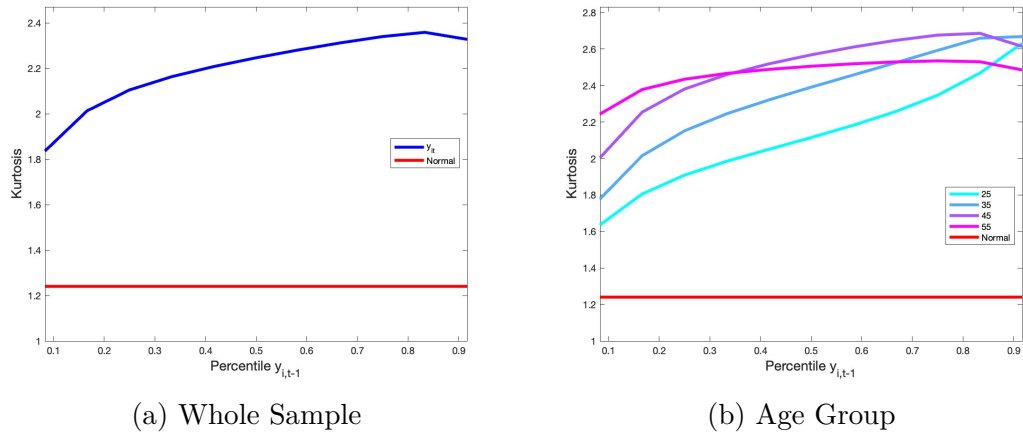 2.4
2.2
2
1.8
1.6
1.4
1.2
1
Kurtosis
0.1 0.2 0.3 0.4 0.5 0.6 0.7 0.8 0.9
Percentile y_{i,t-1}
y_{it}
Normal
(a) Whole Sample
2.8
2.6
2.4
2.2
2
1.8
1.6
1.4
1.2
1
Kurtosis
0.1 0.2 0.3 0.4 0.5 0.6 0.7 0.8 0.9
Percentile y_{i,t-1}
25
35
45
55
Normal
(b) Age Group